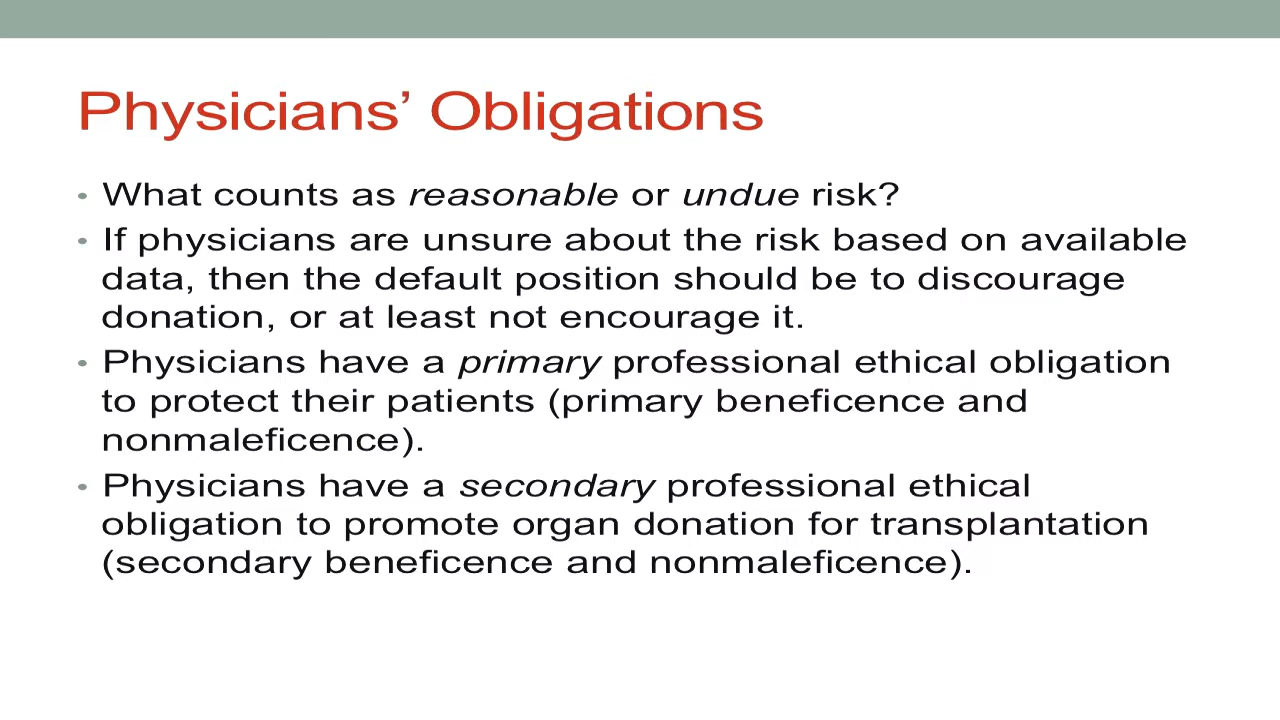 Physicians’ Obligations
• What counts as reasonable or undue risk?
• If physicians are unsure about the risk based on available
data, then the default position should be to discourage
donation, or at least not encourage it.
• Physicians have a primary professional ethical obligation
to protect their patients (primary beneficence and
nonmaleficence).
• Physicians have a secondary professional ethical
obligation to promote organ donation for transplantation
(secondary beneficence and nonmaleficence).